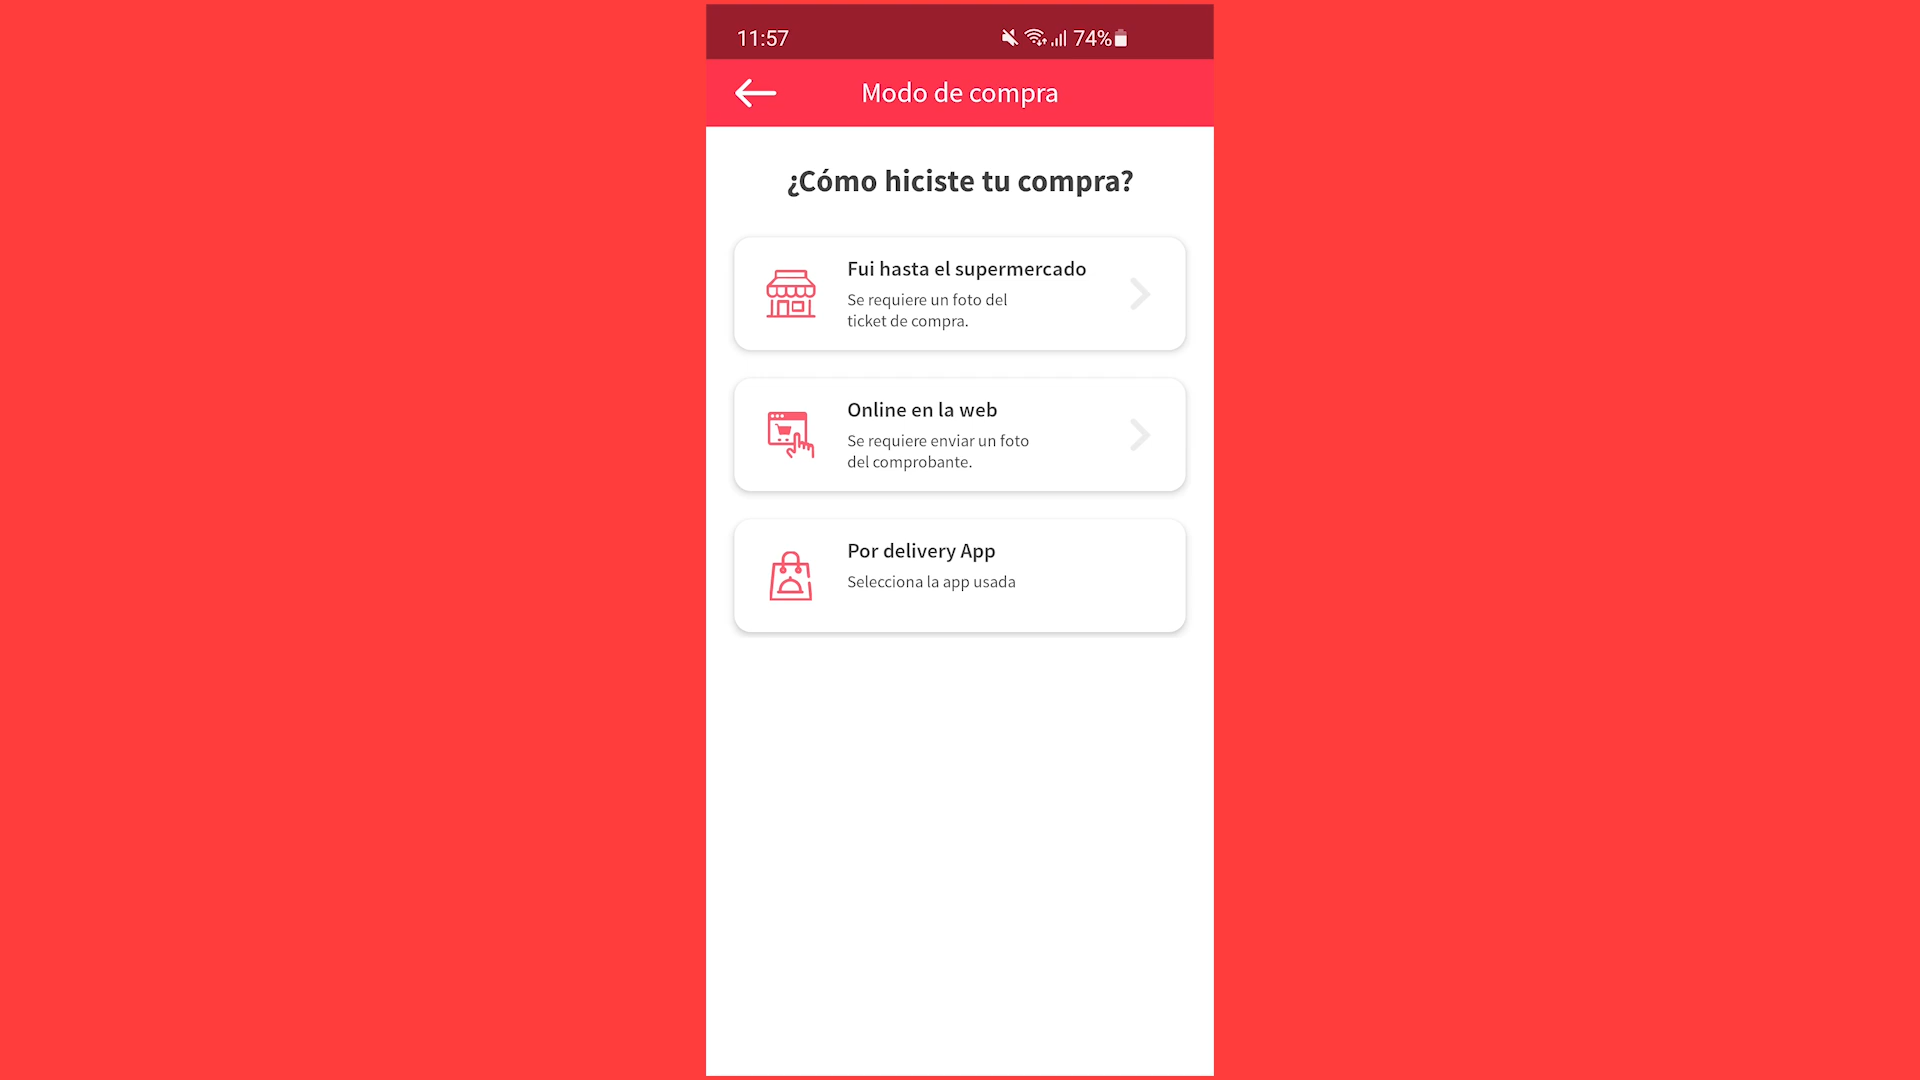 11:57
74%
Modo de compra
¿Cómo hiciste tu compra?
Fui hasta el supermercado
Se requiere un foto del
ticket de compra.
Online en la web
Se requiere enviar un foto
del comprobante.
Por delivery App
Selecciona la app usada